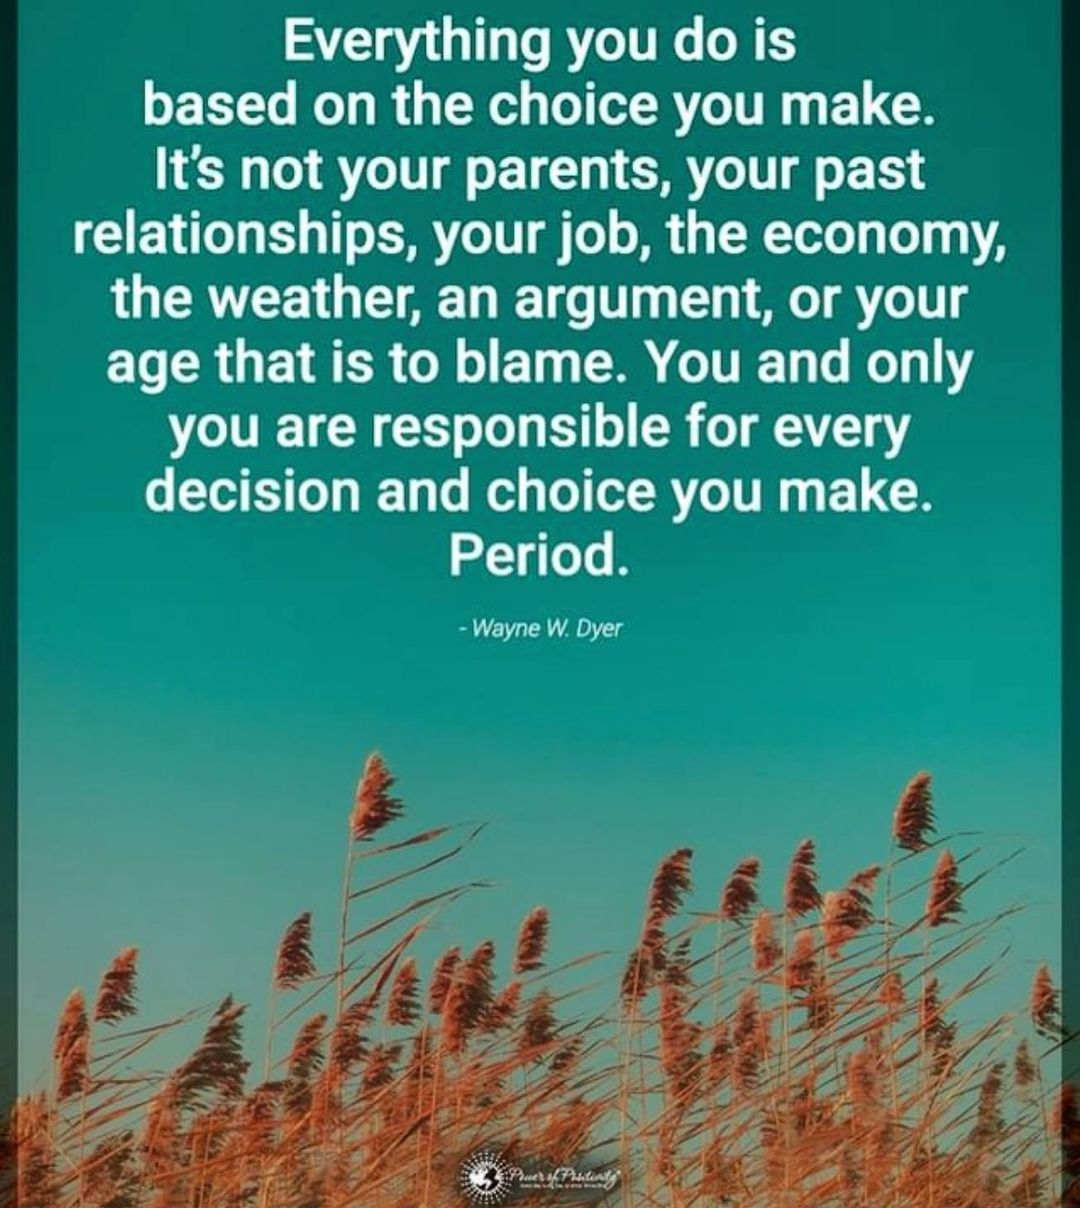 Everything you do is
based on the choice you make.
It's not your parents, your past
relationships, your job, the economy,
the weather, an argument, or your
age that is to blame. You and only
you are responsible for every
decision and choice you make.
Period.
- Wayne W. Dyer
Power of Positivity